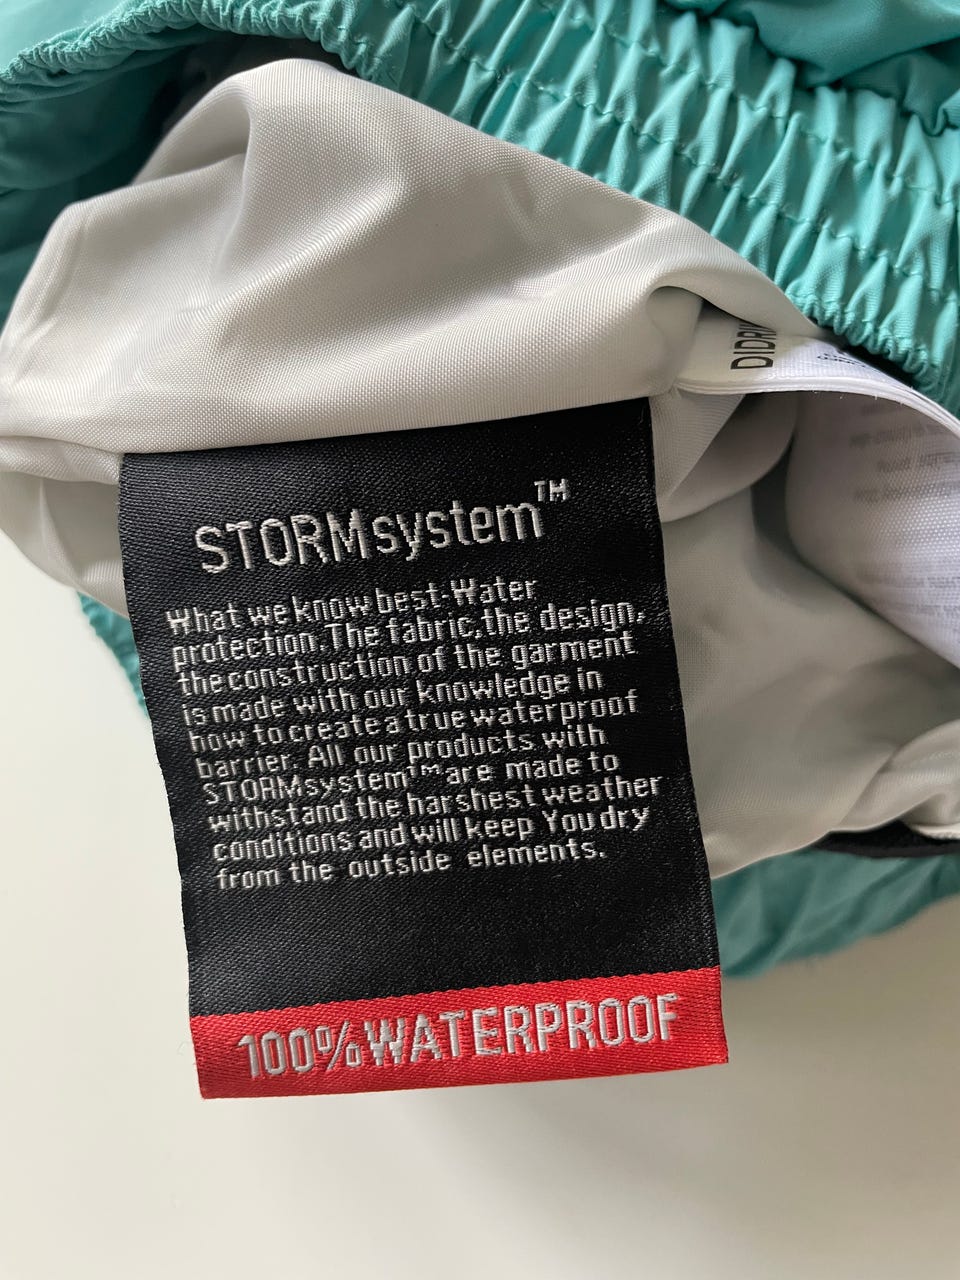 DIDRI
STORMsystem™
What we know best-Water
protection.The fabric,the design,
the construction of the garment
is made with our knowledge in
how to create a true waterproof
barrier. All our products with
STORMsystem™are made to
withstand the harshest weather
conditions and will keep You dry
from the outside elements.
100%WATERPROOF